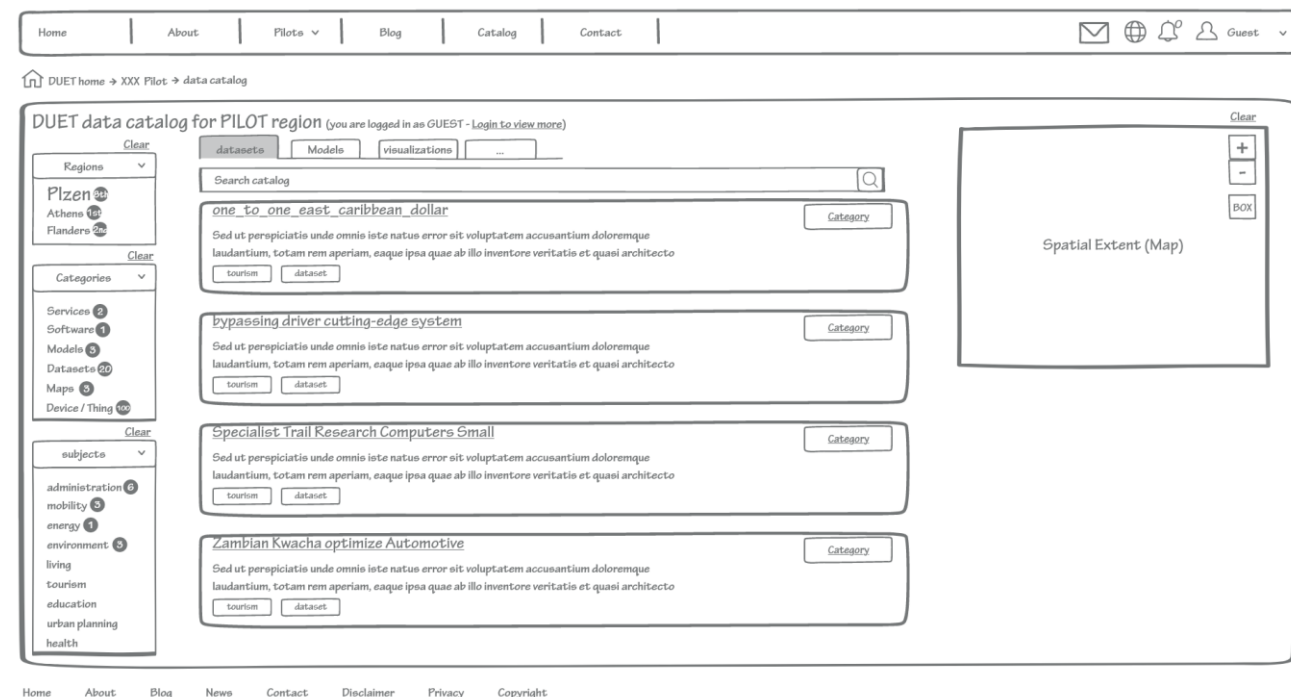 Home About Pilots Blog Catalog Contact Guest
DUET home → XXX Pilot → data catalog
DUET data catalog for PILOT region (you are logged in as GUEST - Login to view more)
Clear
Clear
datasets Models visualizations ...
Regions
Search catalog
Plzen 6th
Athens 1st
Flanders 2nd
Clear
Categories
Services 2
Software 1
Models 3
Datasets 20
Maps 3
Device / Thing 100
Clear
subjects
administration 6
mobility 3
energy 1
environment 3
living
tourism
education
urban planning
health
one_to_one_east_caribbean_dollar
Category
Sed ut perspiciatis unde omnis iste natus error sit voluptatem accusantium doloremque
laudantium, totam rem aperiam, eaque ipsa quae ab illo inventore veritatis et quasi architecto
tourism dataset
bypassing driver cutting-edge system
Category
Sed ut perspiciatis unde omnis iste natus error sit voluptatem accusantium doloremque
laudantium, totam rem aperiam, eaque ipsa quae ab illo inventore veritatis et quasi architecto
tourism dataset
Specialist Trail Research Computers Small
Category
Sed ut perspiciatis unde omnis iste natus error sit voluptatem accusantium doloremque
laudantium, totam rem aperiam, eaque ipsa quae ab illo inventore veritatis et quasi architecto
tourism dataset
Zambian Kwacha optimize Automotive
Category
Sed ut perspiciatis unde omnis iste natus error sit voluptatem accusantium doloremque
laudantium, totam rem aperiam, eaque ipsa quae ab illo inventore veritatis et quasi architecto
tourism dataset
+
-
BOX
Spatial Extent (Map)
Home About Blog News Contact Disclaimer Privacy Copyright